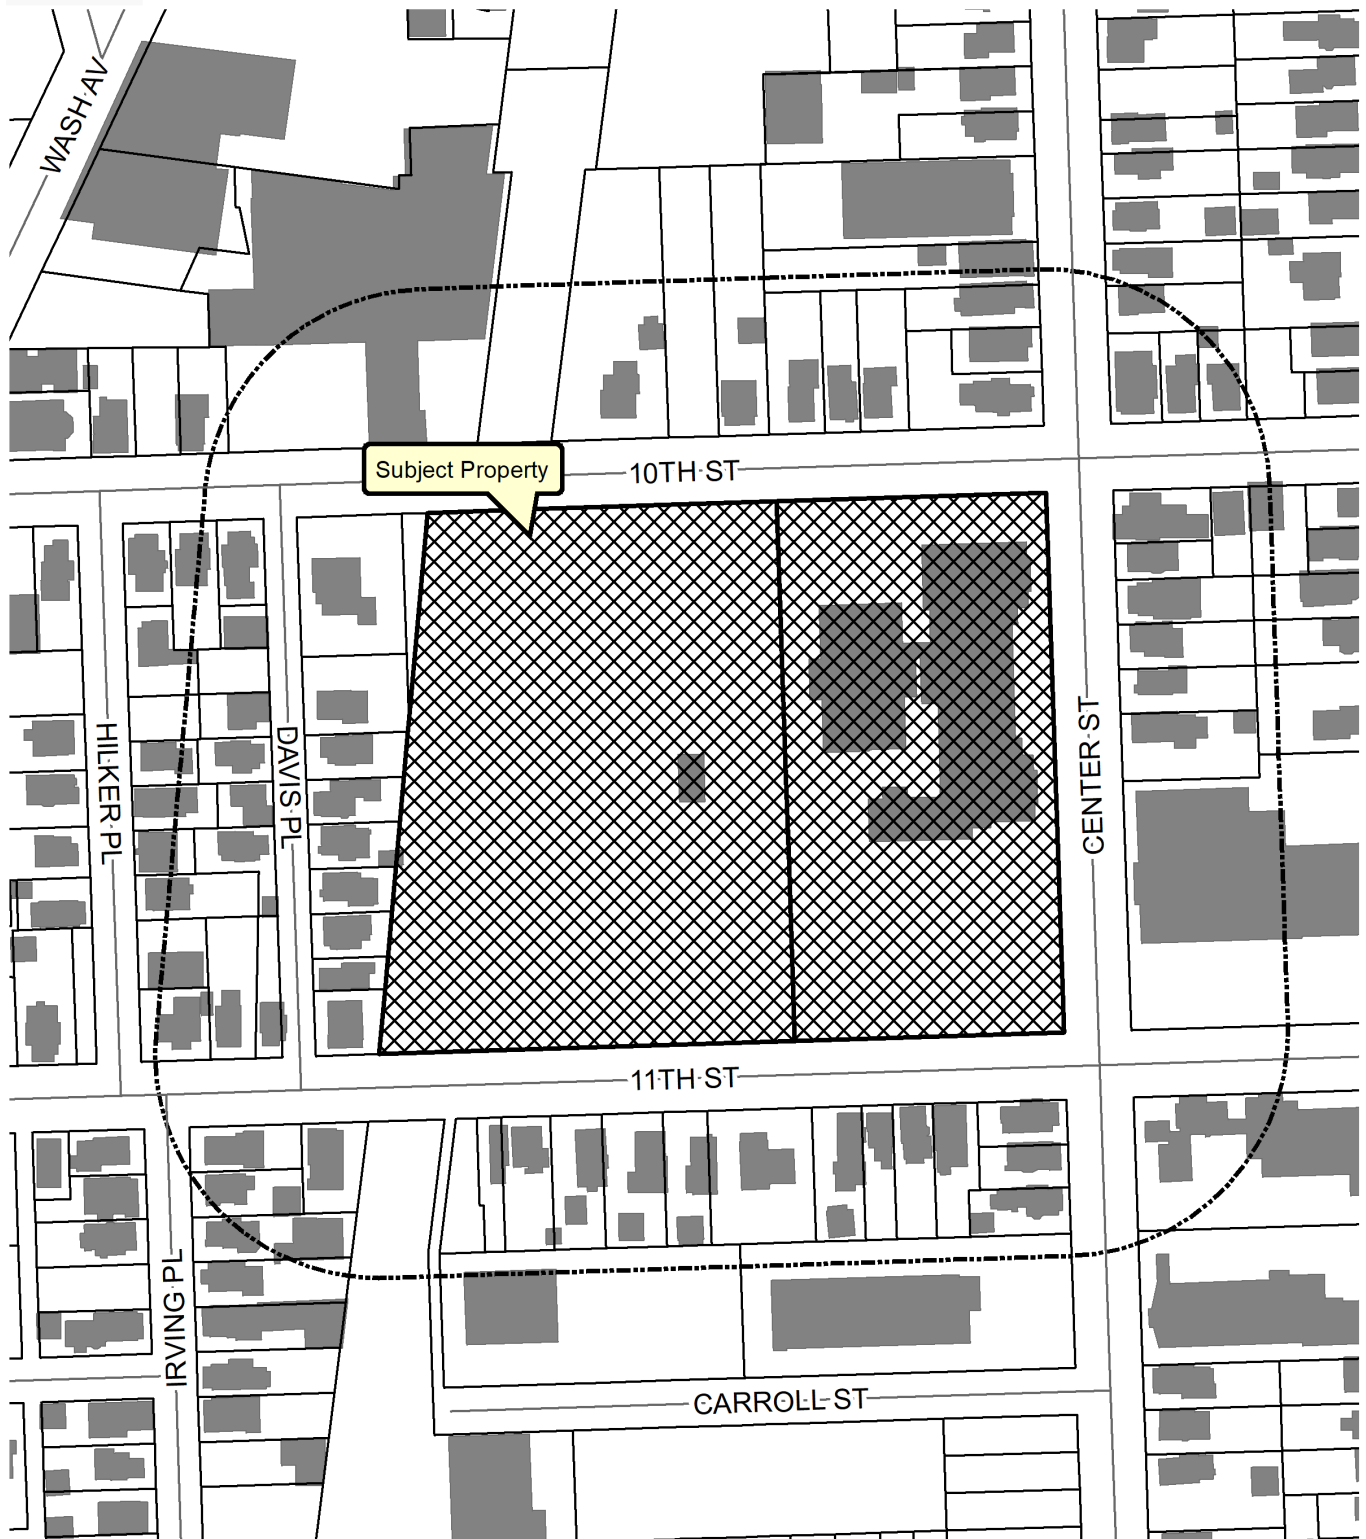 WASH AV
Subject Property
10TH ST
HILKER PL
DAVIS PL
CENTER ST
11TH ST
IRVING PL
CARROLL ST